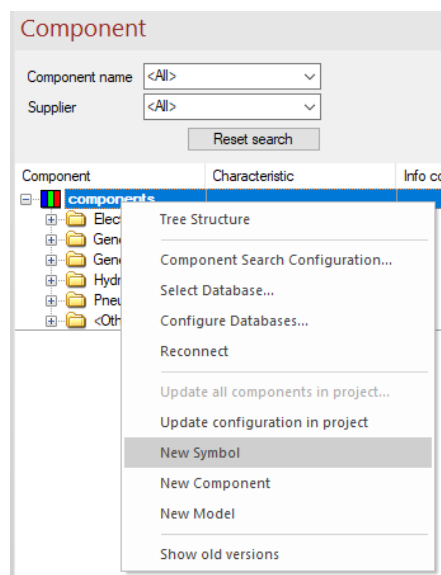 Component
Component name <All>
Supplier <All>
Reset search
Component Characteristic Info co
components
Elec
Gene
Gene
Hydr
Pneu
<Oth
Tree Structure
Component Search Configuration...
Select Database...
Configure Databases...
Reconnect
Update all components in project...
Update configuration in project
New Symbol
New Component
New Model
Show old versions